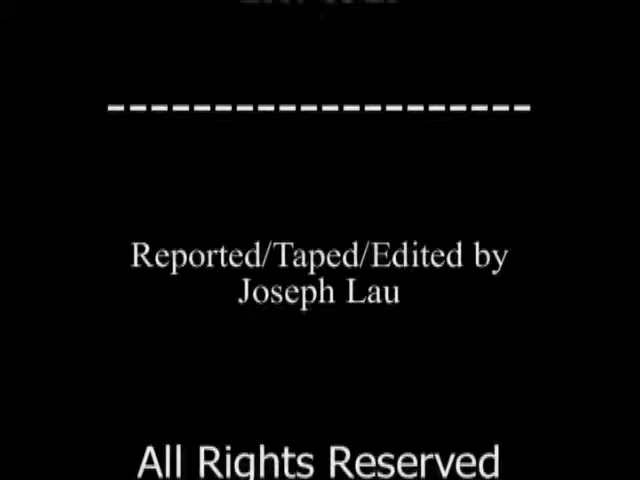 --------------------
Reported/Taped/Edited by
Joseph Lau
All Rights Reserved